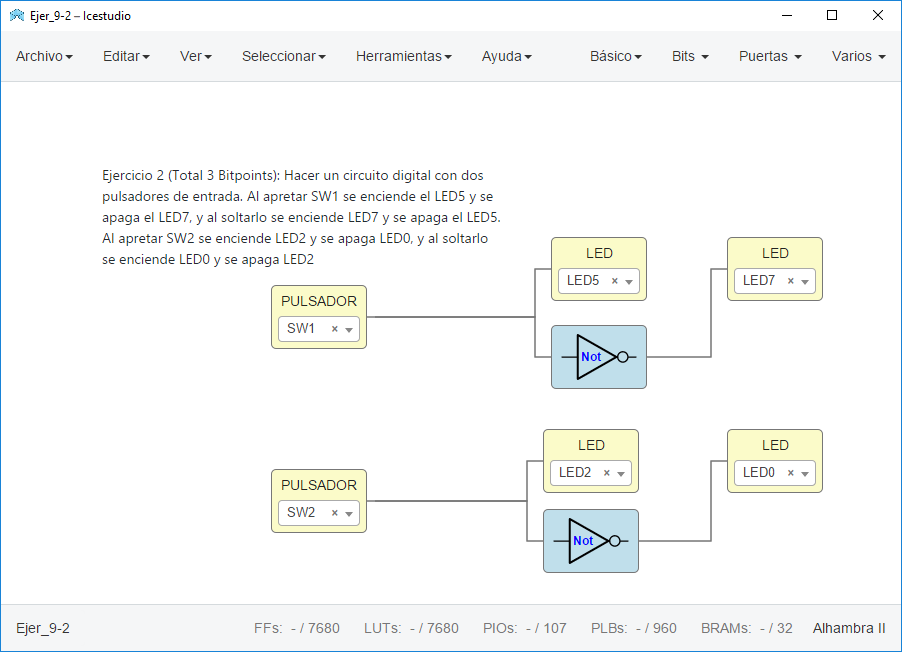 Ejer_9-2 – Icestudio
Archivo Editar Ver Seleccionar Herramientas Ayuda Básico Bits Puertas Varios
Ejercicio 2 (Total 3 Bitpoints): Hacer un circuito digital con dos
pulsadores de entrada. Al apretar SW1 se enciende el LED5 y se
apaga el LED7, y al soltarlo se enciende LED7 y se apaga el LED5.
Al apretar SW2 se enciende LED2 y se apaga LED0, y al soltarlo
se enciende LED0 y se apaga LED2
PULSADOR
SW1 ×
LED
LED5 ×
LED
LED7 ×
Not
PULSADOR
SW2 ×
LED
LED2 ×
LED
LED0 ×
Not
Ejer_9-2 FFs: - / 7680 LUTs: - / 7680 PIOs: - / 107 PLBs: - / 960 BRAMs: - / 32 Alhambra II